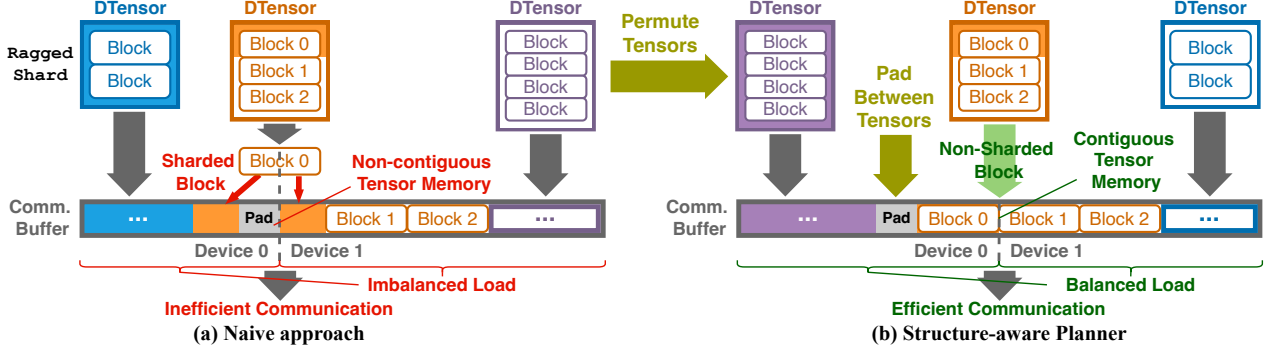 DTensor
DTensor
DTensor
Ragged
Shard
Block
Block
Block 0
Block 1
Block 2
Block
Block
Block
Block
Block 0
Sharded
Block
Non-contiguous
Tensor Memory
Comm.
Buffer
...
Pad
Block 1
Block 2
...
Device 0
Device 1
Imbalanced Load
Inefficient Communication
(a) Naive approach
Permute
Tensors
DTensor
DTensor
DTensor
Block
Block
Block
Block
Pad
Between
Tensors
Block 0
Block 1
Block 2
Block
Block
Non-Sharded
Block
Contiguous
Tensor
Memory
Comm.
Buffer
...
Pad
Block 0
Block 1
Block 2
...
Device 0
Device 1
Balanced Load
Efficient Communication
(b) Structure-aware Planner